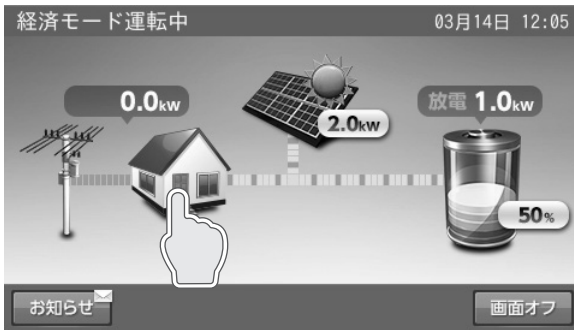 経済モード運転中
03月14日 12:05
0.0kw
2.0kw
放電 1.0kw
50%
お知らせ
画面オフ